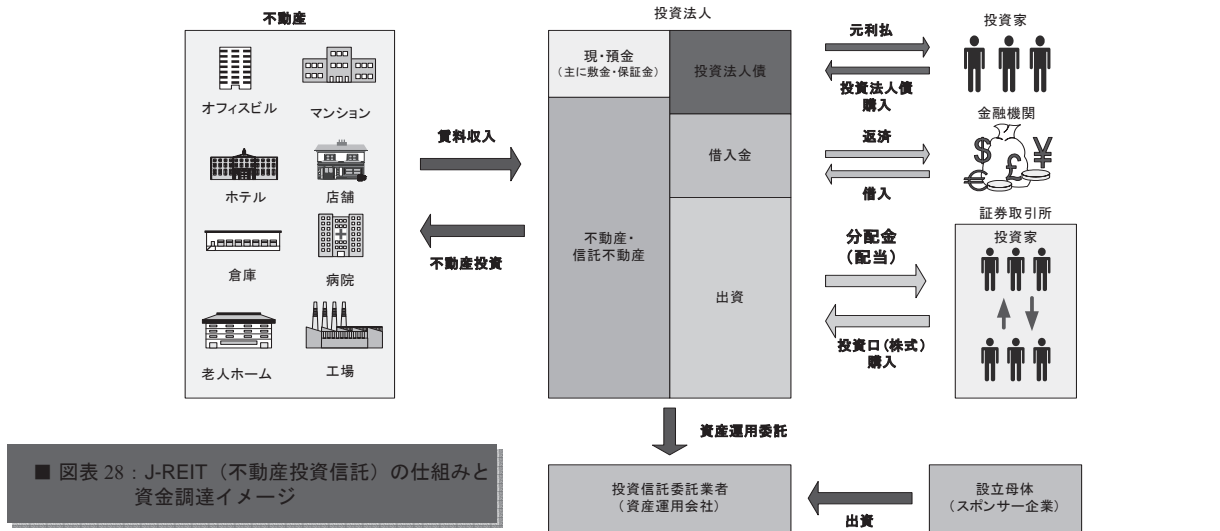 不動産
オフィスビル
マンション
ホテル
店舗
倉庫
病院
老人ホーム
工場
賃料収入
不動産投資
投資法人
現・預金
（主に敷金・保証金）
投資法人債
借入金
不動産・
信託不動産
出資
元利払
投資法人債
購入
投資家
返済
借入
金融機関
$
£
¥
€
分配金
（配当）
投資口（株式）
購入
証券取引所
投資家
資産運用委託
投資信託委託業者
（資産運用会社）
出資
設立母体
（スポンサー企業）
■ 図表 28：J-REIT（不動産投資信託）の仕組みと
資金調達イメージ